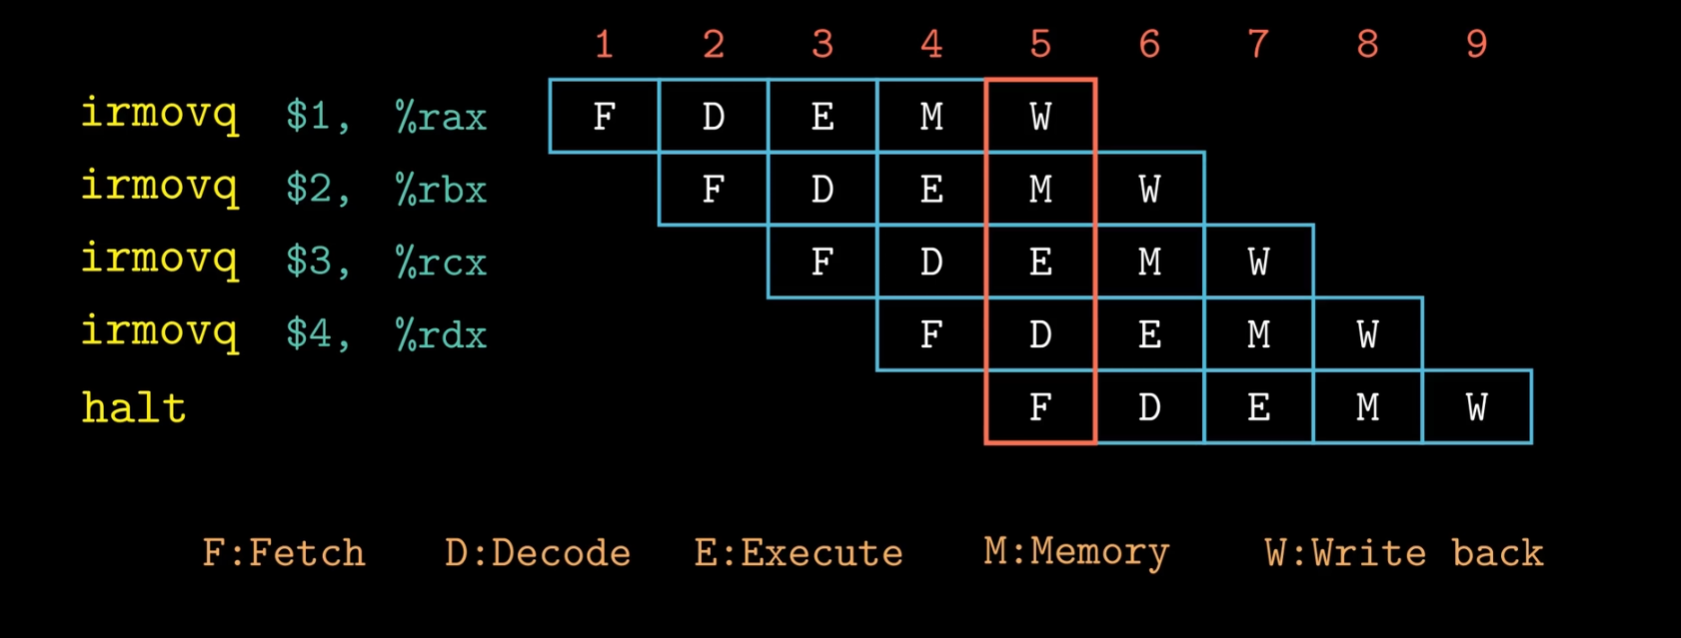 1 2 3 4 5 6 7 8 9
irmovq $1, %rax F D E M W
irmovq $2, %rbx F D E M W
irmovq $3, %rcx F D E M W
irmovq $4, %rdx F D E M W
halt F D E M W
F:Fetch D:Decode E:Execute M:Memory W:Write back